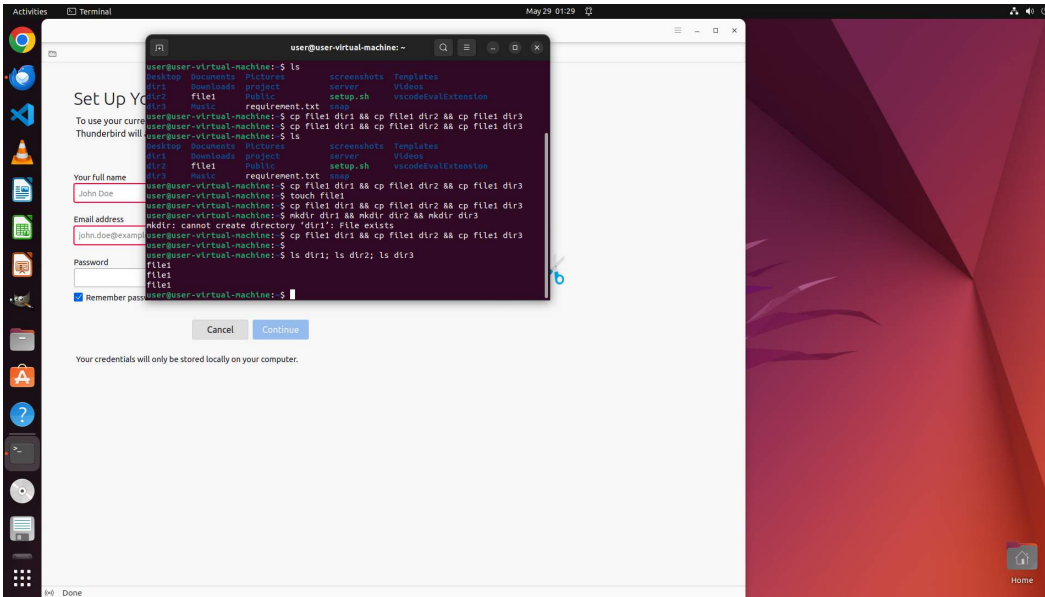 Activities Terminal May 29 01:29
user@user-virtual-machine: ~
user@user-virtual-machine:~$ ls
Desktop Documents Pictures screenshots Templates
dir1 Downloads project server Videos
dir2 file1 Public setup.sh vscodeEvalExtension
dir3 Music requirement.txt snap
user@user-virtual-machine:~$ cp file1 dir1 && cp file1 dir2 && cp file1 dir3
user@user-virtual-machine:~$ cp file1 dir1 && cp file1 dir2 && cp file1 dir3
user@user-virtual-machine:~$ ls
Desktop Documents Pictures screenshots Templates
dir1 Downloads project server Videos
dir2 file1 Public setup.sh vscodeEvalExtension
dir3 Music requirement.txt snap
user@user-virtual-machine:~$ cp file1 dir1 && cp file1 dir2 && cp file1 dir3
user@user-virtual-machine:~$ touch file1
user@user-virtual-machine:~$ cp file1 dir1 && cp file1 dir2 && cp file1 dir3
user@user-virtual-machine:~$ mkdir dir1 && mkdir dir2 && mkdir dir3
mkdir: cannot create directory ‘dir1’: File exists
user@user-virtual-machine:~$ cp file1 dir1 && cp file1 dir2 && cp file1 dir3
user@user-virtual-machine:~$
user@user-virtual-machine:~$ ls dir1; ls dir2; ls dir3
file1
file1
file1
user@user-virtual-machine:~$
Set Up Yo
To use your curre
Thunderbird will
Your full name
John Doe
Email address
john.doe@exampl
Password
Remember pass
Cancel Continue
Your credentials will only be stored locally on your computer.
Home
Done